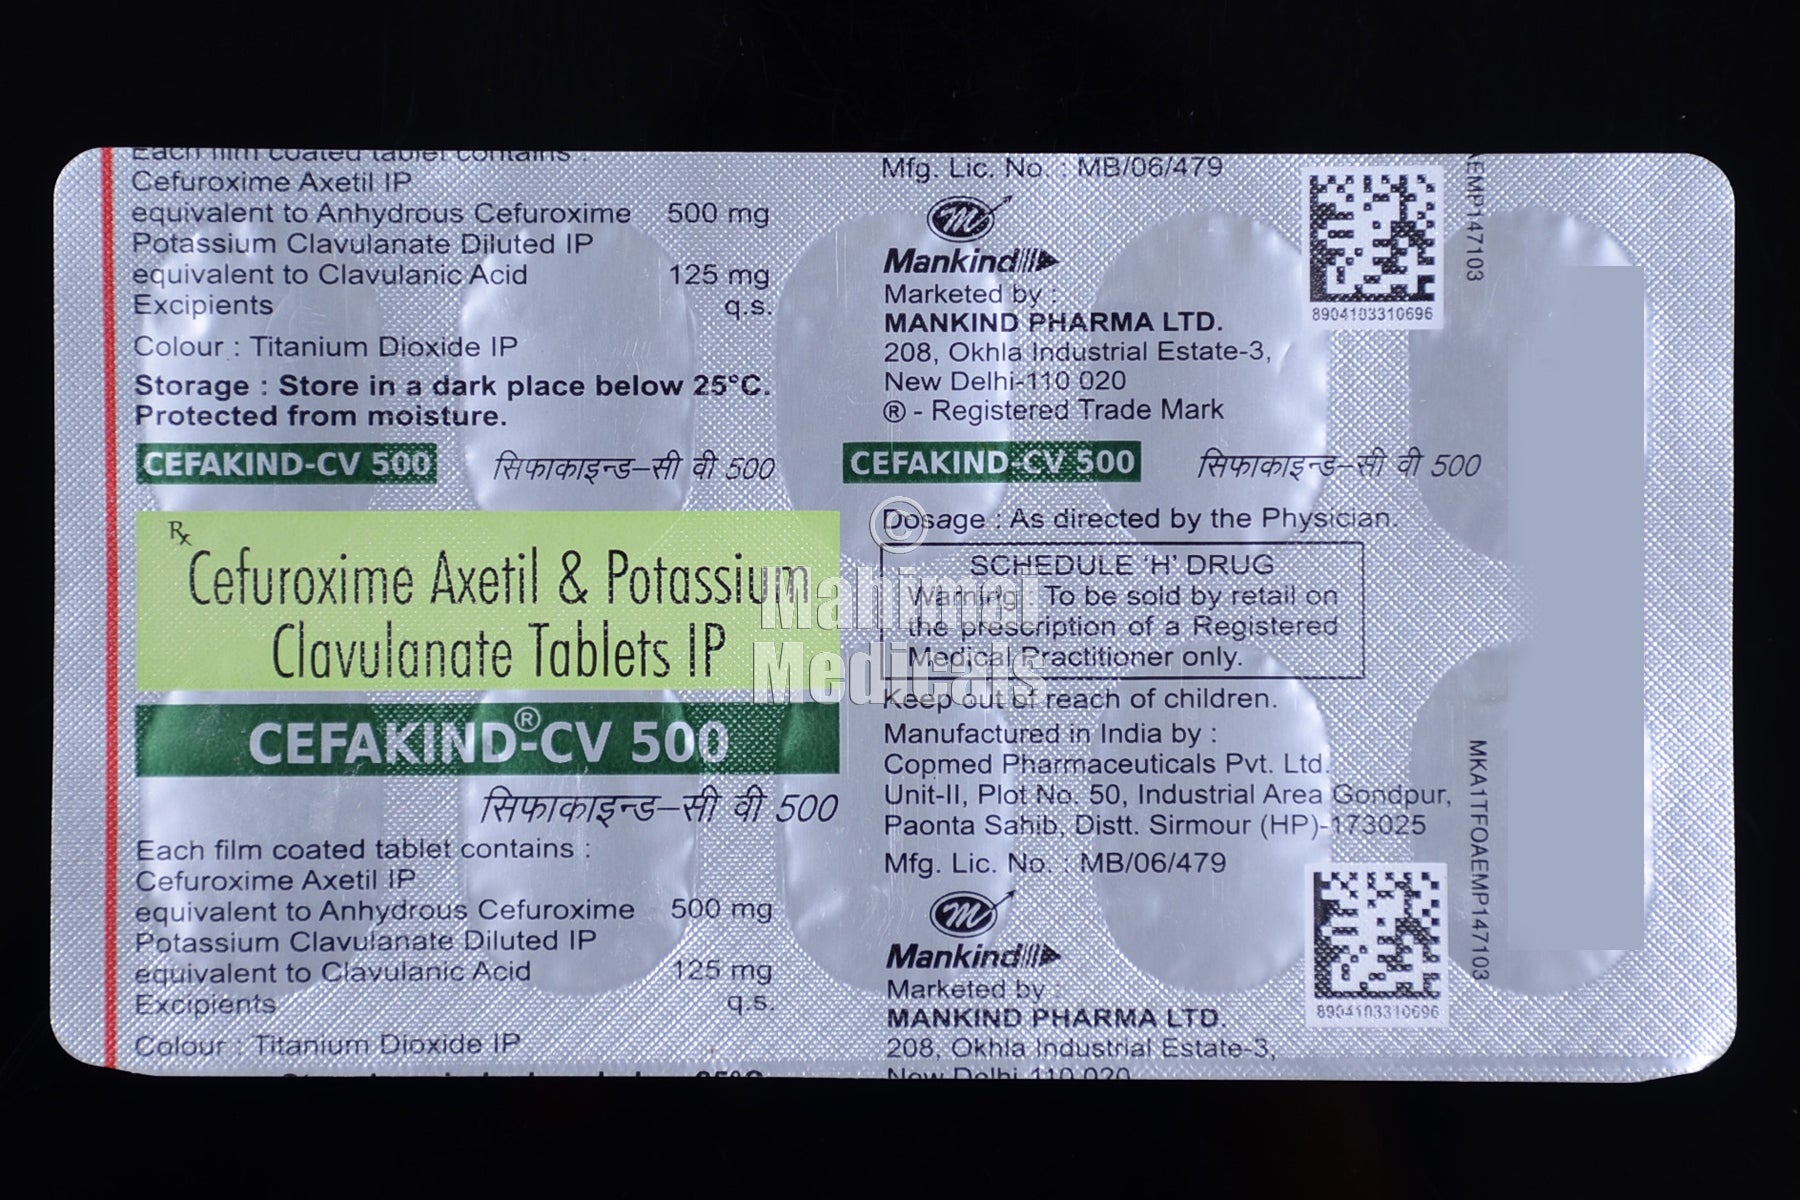 Each film coated tablet contains :
Cefuroxime Axetil IP
equivalent to Anhydrous Cefuroxime 500 mg
Potassium Clavulanate Diluted IP
equivalent to Clavulanic Acid 125 mg
Excipients q.s.
Colour : Titanium Dioxide IP
Storage : Store in a dark place below 25°C.
Protected from moisture.
CEFAKIND-CV 500 सिफाकाइन्ड–सी वी 500
Rx
Cefuroxime Axetil & Potassium
Clavulanate Tablets IP
CEFAKIND®-CV 500
सिफाकाइन्ड–सी वी 500
Each film coated tablet contains :
Cefuroxime Axetil IP
equivalent to Anhydrous Cefuroxime 500 mg
Potassium Clavulanate Diluted IP
equivalent to Clavulanic Acid 125 mg
Excipients q.s.
Colour : Titanium Dioxide IP
Mfg. Lic. No. : MB/06/479
Mankind
Marketed by :
MANKIND PHARMA LTD.
208, Okhla Industrial Estate-3,
New Delhi-110 020
® - Registered Trade Mark
CEFAKIND-CV 500 सिफाकाइन्ड–सी वी 500
Dosage : As directed by the Physician.
SCHEDULE 'H' DRUG
Warning : To be sold by retail on
the prescription of a Registered
Medical Practitioner only.
Keep out of reach of children.
Manufactured in India by :
Copmed Pharmaceuticals Pvt. Ltd.
Unit-II, Plot No. 50, Industrial Area Gondpur,
Paonta Sahib, Distt. Sirmour (HP)-173025
Mfg. Lic. No. : MB/06/479
Mankind
Marketed by :
MANKIND PHARMA LTD.
208, Okhla Industrial Estate-3,
New Delhi-110 020
8904103310696
AEMP147103
MKA1TFOAEMP147103
8904103310696
©
Mahimal
Medicals